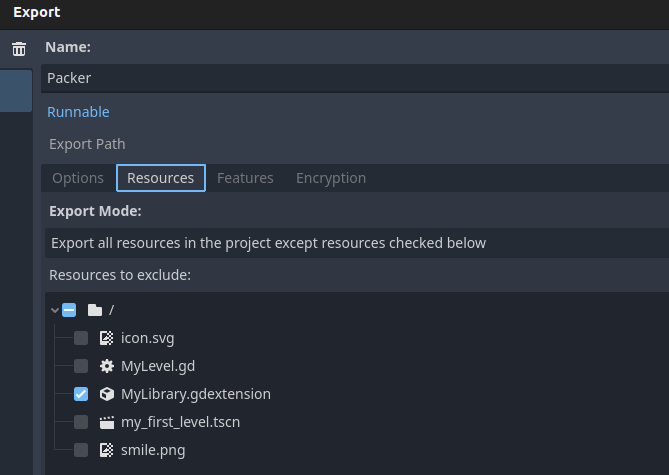 Export
Name:
Packer
Runnable
Export Path
Options Resources Features Encryption
Export Mode:
Export all resources in the project except resources checked below
Resources to exclude:
/
icon.svg
MyLevel.gd
MyLibrary.gdextension
my_first_level.tscn
smile.png